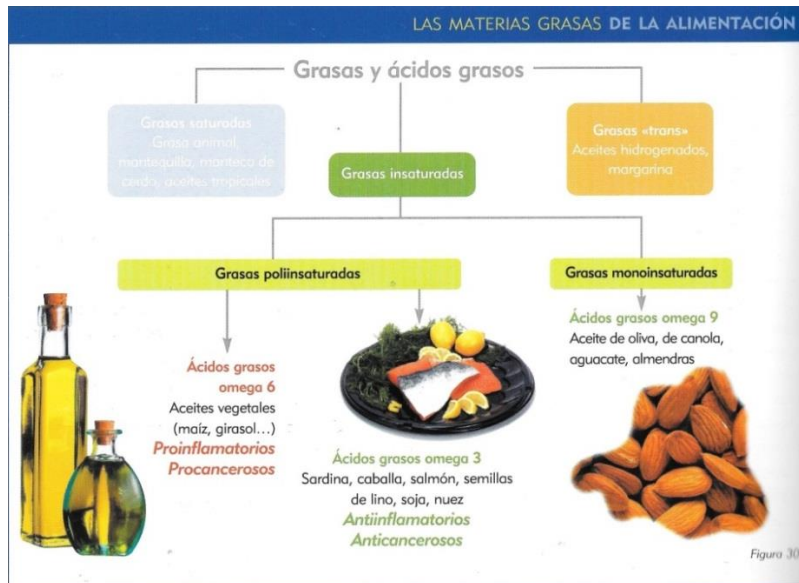 LAS MATERIAS GRASAS DE LA ALIMENTACIÓN
Grasas y ácidos grasos
Grasas saturadas
Grasa animal,
mantequilla, manteca de
cerdo, aceites tropicales
Grasas insaturadas
Grasas «trans»
Aceites hidrogenados,
margarina
Grasas poliinsaturadas
Grasas monoinsaturadas
Ácidos grasos
omega 6
Aceites vegetales
(maíz, girasol...)
Proinflamatorios
Procancerosos
Ácidos grasos omega 3
Sardina, caballa, salmón, semillas
de lino, soja, nuez
Antiinflamatorios
Anticancerosos
Ácidos grasos omega 9
Aceite de oliva, de canola,
aguacate, almendras
Figura 30